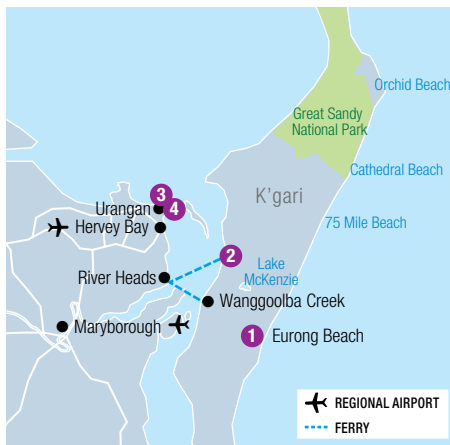 Orchid Beach
Great Sandy
National Park
Cathedral Beach
K'gari
3
4
Urangan
75 Mile Beach
Hervey Bay
2
Lake
McKenzie
River Heads
Wanggoolba Creek
Maryborough
1
Eurong Beach
REGIONAL AIRPORT
FERRY